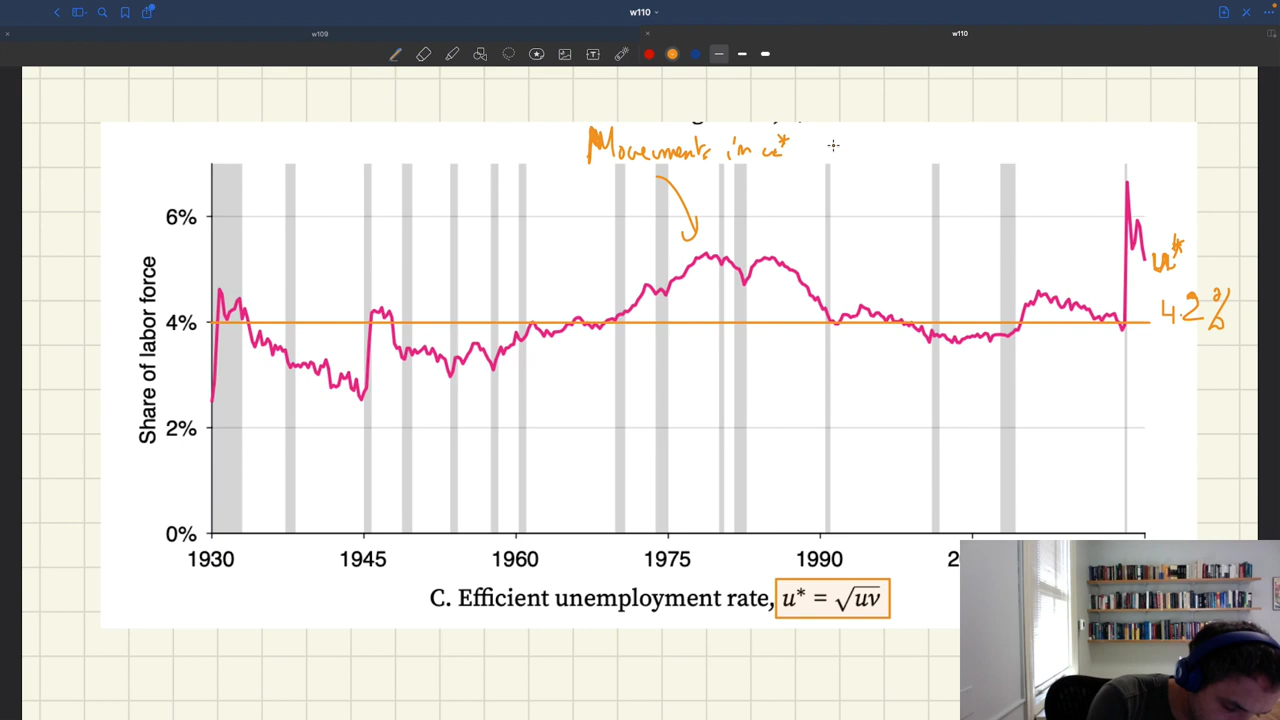 w110
w109
w110
Movements in u*
6%
4%
2%
0%
Share of labor force
u*
4.2%
1930 1945 1960 1975 1990 2
C. Efficient unemployment rate, u* = √uv